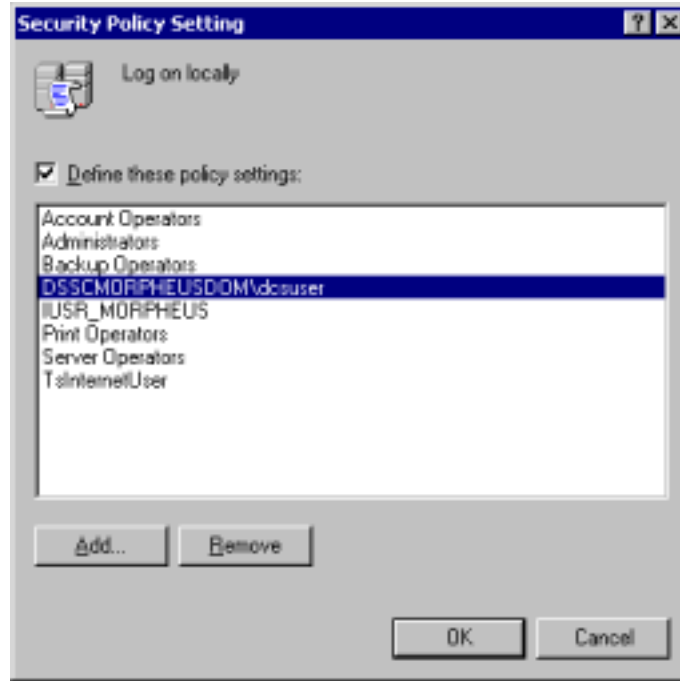 Security Policy Setting
Log on locally
Define these policy settings:
Account Operators
Administrators
Backup Operators
DSSCMORPHEUSDOM\dcsuser
IUSR_MORPHEUS
Print Operators
Server Operators
TsInternetUser
Add...
Remove
OK
Cancel